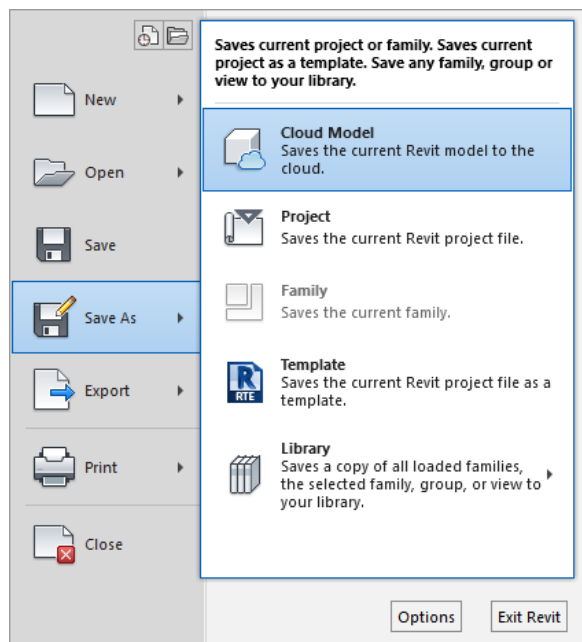 New
Open
Save
Save As
Export
Print
Close
Saves current project or family. Saves current
project as a template. Save any family, group or
view to your library.
Cloud Model
Saves the current Revit model to the
cloud.
Project
Saves the current Revit project file.
Family
Saves the current family.
Template
Saves the current Revit project file as a
template.
R
RTE
Library
Saves a copy of all loaded families,
the selected family, group, or view to
your library.
Options
Exit Revit